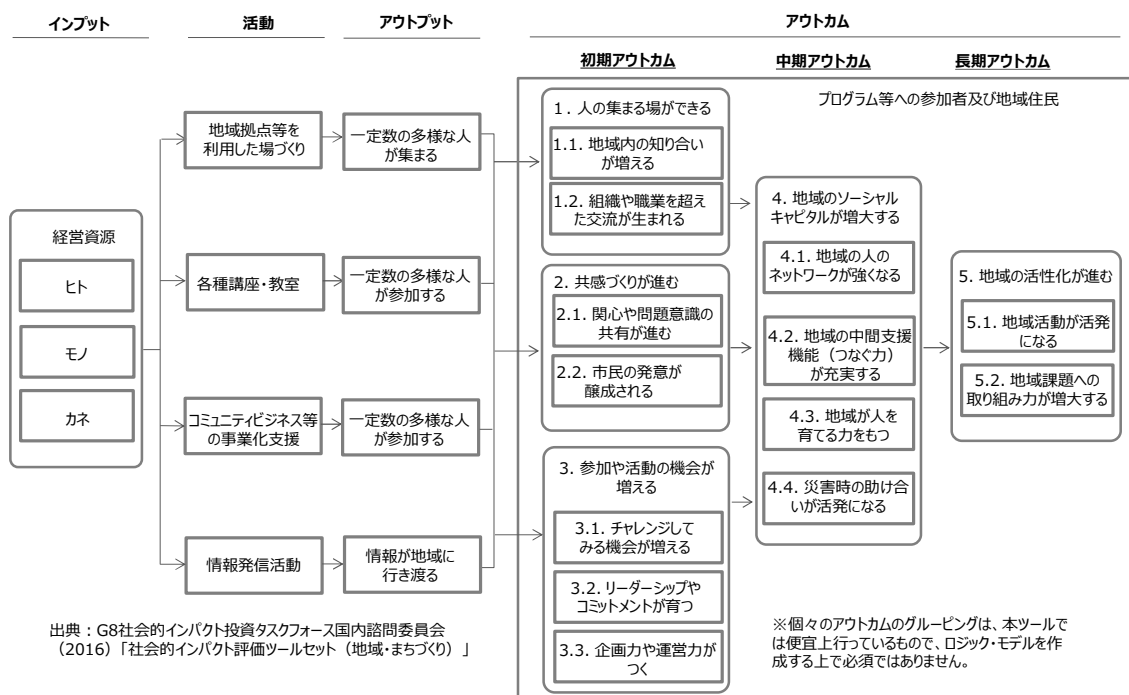 インプット
活動
アウトプット
アウトカム
初期アウトカム
中期アウトカム
長期アウトカム
プログラム等への参加者及び地域住民
経営資源
ヒト
モノ
カネ
地域拠点等を
利用した場づくり
各種講座・教室
コミュニティビジネス等
の事業化支援
情報発信活動
一定数の多様な人
が集まる
一定数の多様な人
が参加する
一定数の多様な人
が参加する
情報が地域に
行き渡る
1. 人の集まる場ができる
1.1. 地域内の知り合い
が増える
1.2. 組織や職業を超え
た交流が生まれる
2. 共感づくりが進む
2.1. 関心や問題意識の
共有が進む
2.2. 市民の発意が
醸成される
3. 参加や活動の機会が
増える
3.1. チャレンジして
みる機会が増える
3.2. リーダーシップや
コミットメントが育つ
3.3. 企画力や運営力が
つく
4. 地域のソーシャル
キャピタルが増大する
4.1. 地域の人の
ネットワークが強くなる
4.2. 地域の中間支援
機能（つなぐ力）
が充実する
4.3. 地域が人を
育てる力をもつ
4.4. 災害時の助け合
いが活発になる
5. 地域の活性化が進む
5.1. 地域活動が活発
になる
5.2. 地域課題への
取り組み力が増大する
出典：G8社会的インパクト投資タスクフォース国内諮問委員会
（2016）「社会的インパクト評価ツールセット（地域・まちづくり）」
※個々のアウトカムのグルーピングは、本ツールで
は便宜上行っているもので、ロジック・モデルを作
成する上で必須ではありません。